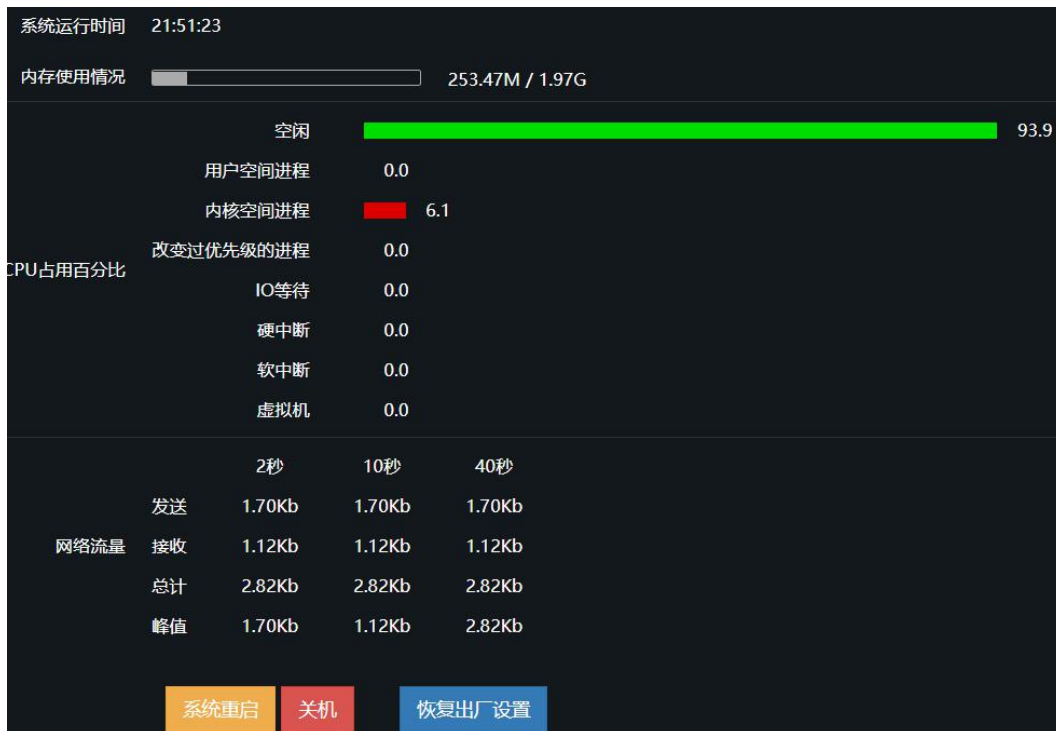 系统运行时间 21:51:23
内存使用情况 253.47M / 1.97G
空闲 93.9
用户空间进程 0.0
内核空间进程 6.1
改变过优先级的进程 0.0
CPU占用百分比
IO等待 0.0
硬中断 0.0
软中断 0.0
虚拟机 0.0
2秒 10秒 40秒
发送 1.70Kb 1.70Kb 1.70Kb
网络流量 接收 1.12Kb 1.12Kb 1.12Kb
总计 2.82Kb 2.82Kb 2.82Kb
峰值 1.70Kb 1.12Kb 2.82Kb
系统重启 关机 恢复出厂设置